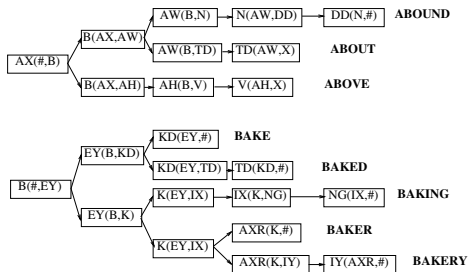 AW(B,N) N(AW,DD) DD(N,#) ABOUND
B(AX,AW)
AW(B,TD) TD(AW,X) ABOUT
AX(#,B)
B(AX,AH) AH(B,V) V(AH,X) ABOVE
KD(EY,#) BAKE
EY(B,KD)
KD(EY,TD) TD(KD,#) BAKED
B(#,EY)
K(EY,IX) IX(K,NG) NG(IX,#) BAKING
EY(B,K)
AXR(K,#) BAKER
K(EY,IX)
AXR(K,IY) IY(AXR,#) BAKERY